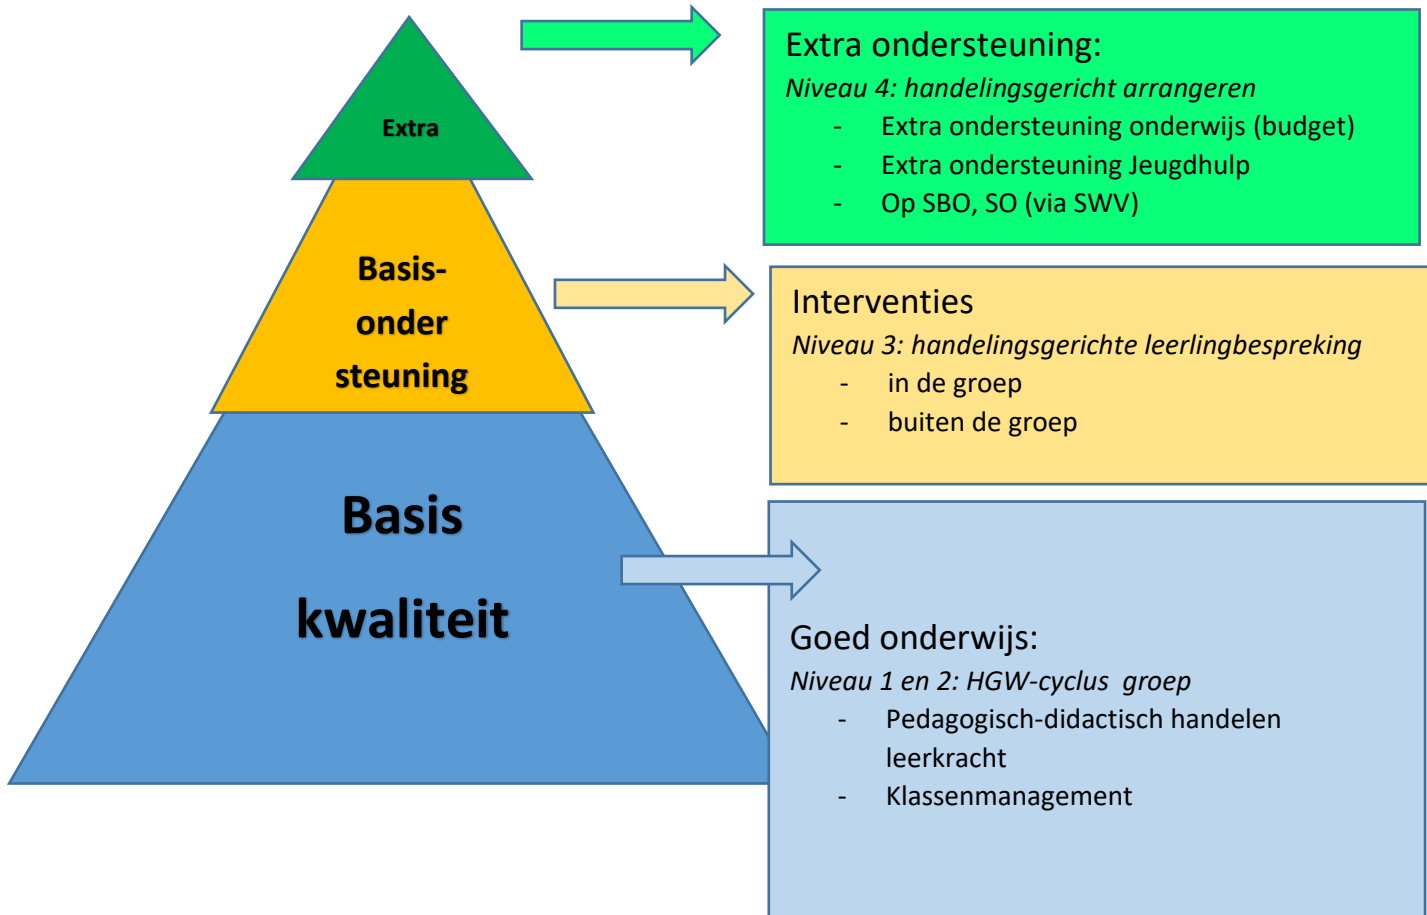 Extra
Basis-
onder
steuning
Basis
kwaliteit
Extra ondersteuning:
Niveau 4: handelingsgericht arrangeren
- Extra ondersteuning onderwijs (budget)
- Extra ondersteuning Jeugdhulp
- Op SBO, SO (via SWV)
Interventies
Niveau 3: handelingsgerichte leerlingbespreking
- in de groep
- buiten de groep
Goed onderwijs:
Niveau 1 en 2: HGW-cyclus  groep
- Pedagogisch-didactisch handelen
leerkracht
- Klassenmanagement